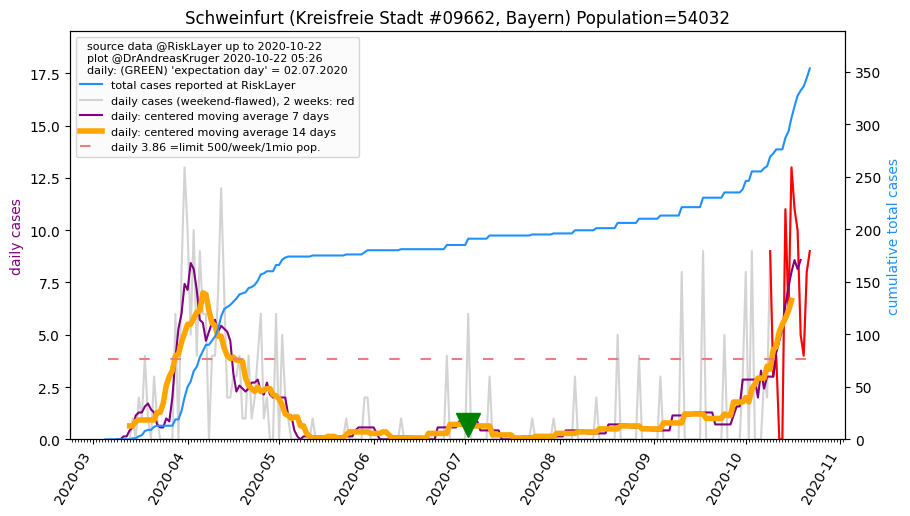 Schweinfurt (Kreisfreie Stadt #09662, Bayern) Population=54032
source data @RiskLayer up to 2020-10-22
plot @DrAndreasKruger 2020-10-22 05:26
daily: (GREEN) 'expectation day' = 02.07.2020
total cases reported at RiskLayer
daily cases (weekend-flawed), 2 weeks: red
daily: centered moving average 7 days
daily: centered moving average 14 days
daily 3.86 =limit 500/week/1mio pop.
daily cases
17.5
15.0
12.5
10.0
7.5
5.0
2.5
0.0
350
300
250
200
150
100
50
0
cumulative total cases
2020-03
2020-04
2020-05
2020-06
2020-07
2020-08
2020-09
2020-10
2020-11